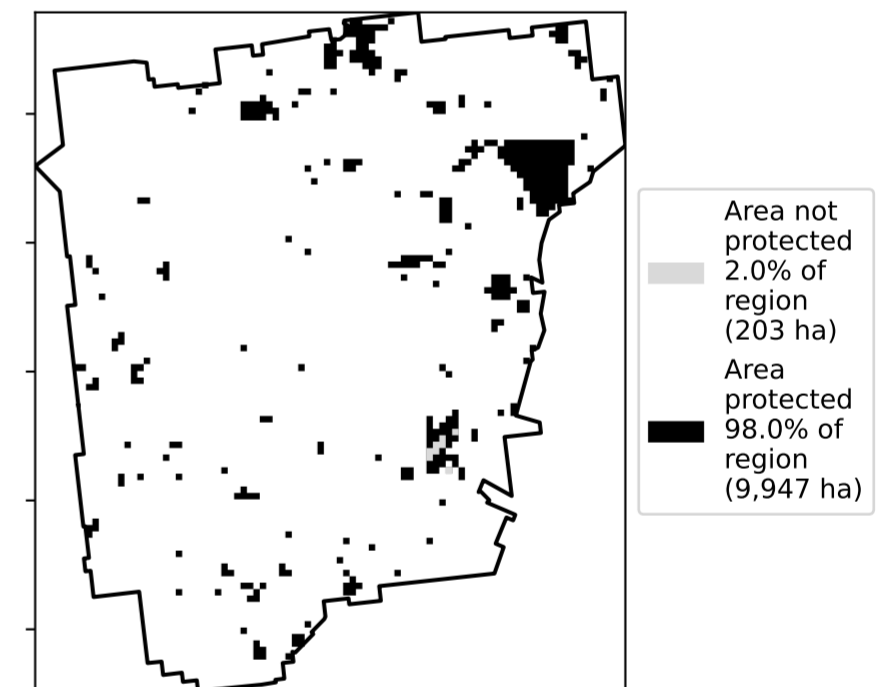 Area not
protected
2.0% of
region
(203 ha)
Area
protected
98.0% of
region
(9,947 ha)